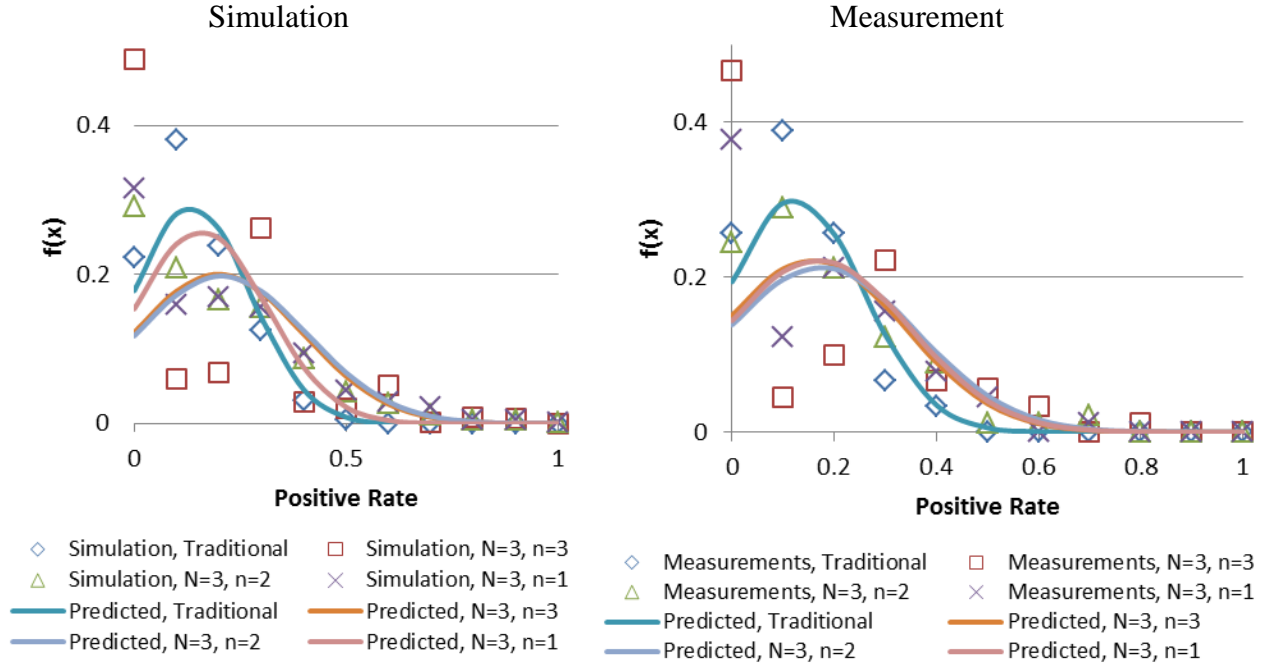 Simulation
0.4
0.2
0
f(x)
0 0.5 1
Positive Rate
Simulation, Traditional Simulation, N=3, n=3
Simulation, N=3, n=2 Simulation, N=3, n=1
Predicted, Traditional Predicted, N=3, n=3
Predicted, N=3, n=2 Predicted, N=3, n=1
Measurement
0.4
0.2
0
f(x)
0 0.2 0.4 0.6 0.8 1
Positive Rate
Measurements, Traditional Measurements, N=3, n=3
Measurements, N=3, n=2 Measurements, N=3, n=1
Predicted, Traditional Predicted, N=3, n=3
Predicted, N=3, n=2 Predicted, N=3, n=1